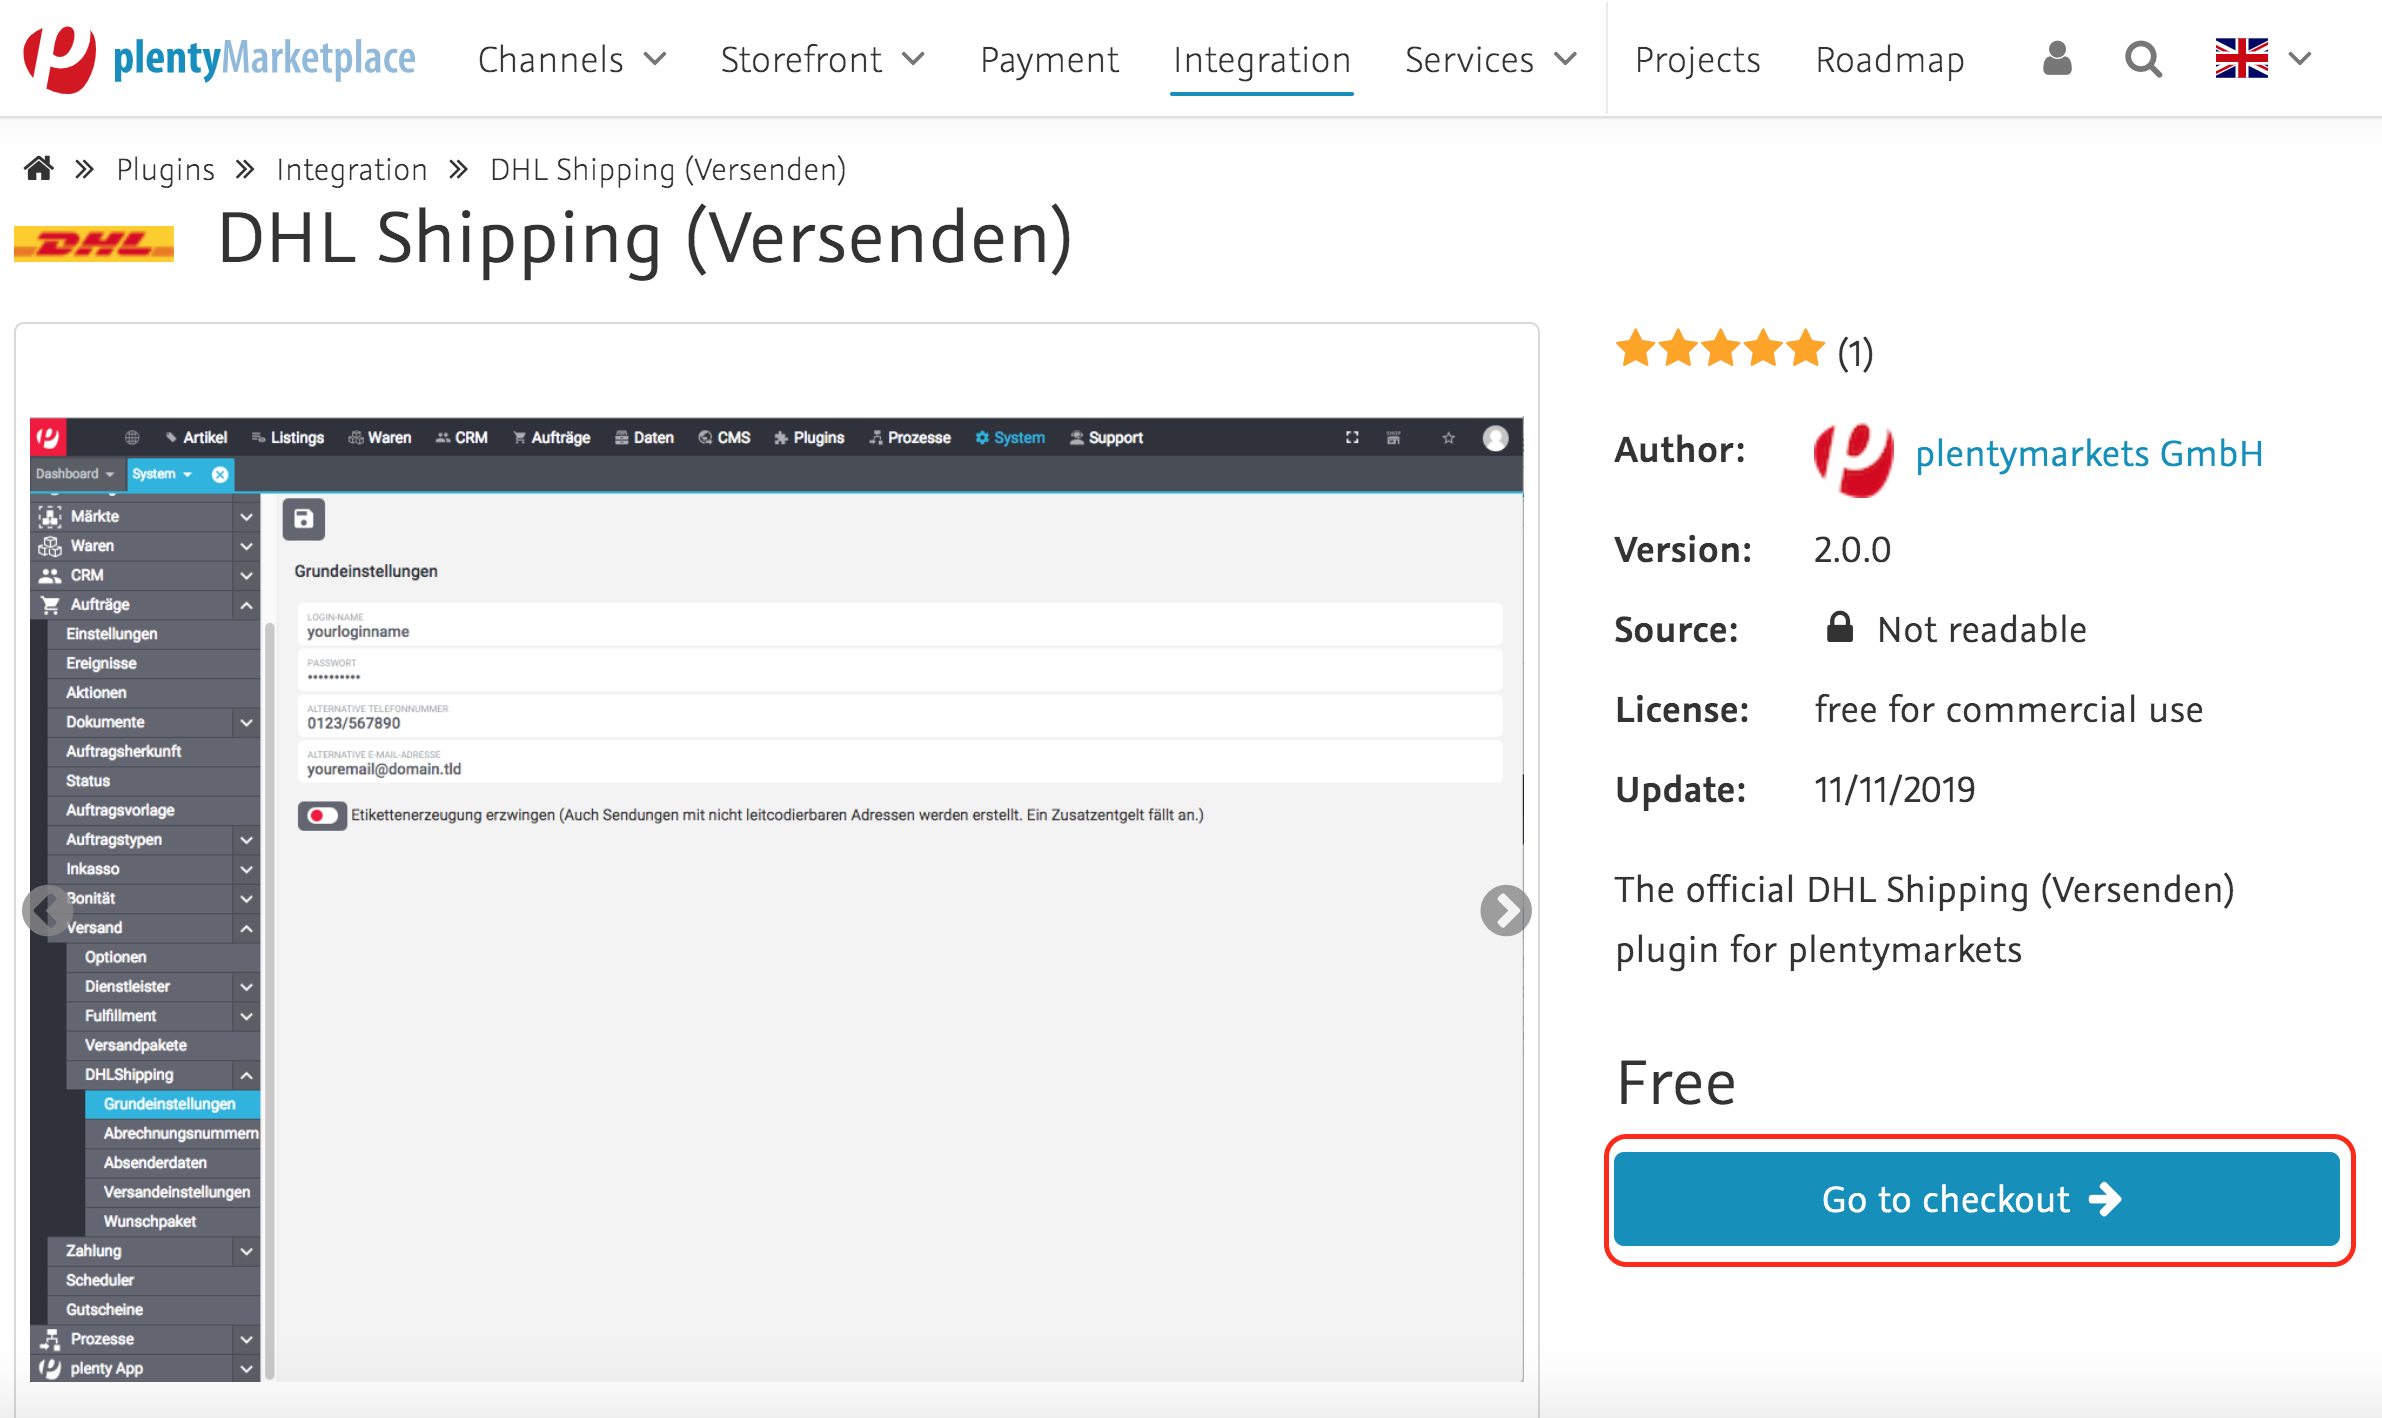 plentyMarketplace Channels Storefront Payment Integration Services Projects Roadmap
Plugins » Integration » DHL Shipping (Versenden)
DHL DHL Shipping (Versenden)
Artikel Listings Waren CRM Aufträge Daten CMS Plugins Prozesse System Support
Dashboard System
Märkte
Waren
CRM
Aufträge
Einstellungen
Ereignisse
Aktionen
Dokumente
Auftragsherkunft
Status
Auftragsvorlage
Auftragstypen
Inkasso
Bonität
Versand
Optionen
Dienstleister
Fulfillment
Versandpakete
DHLShipping
Grundeinstellungen
Abrechnungsnummern
Absenderdaten
Versandeinstellungen
Wunschpaket
Zahlung
Scheduler
Gutscheine
Prozesse
plenty App
Grundeinstellungen
LOGIN-NAME
yourloginname
PASSWORT
••••••••••
ALTERNATIVE TELEFONNUMMER
0123/567890
ALTERNATIVE E-MAIL-ADRESSE
youremail@domain.tld
Etikettenerzeugung erzwingen (Auch Sendungen mit nicht leitcodierbaren Adressen werden erstellt. Ein Zusatzentgelt fällt an.)
(1)
Author: plentymarkets GmbH
Version: 2.0.0
Source: Not readable
License: free for commercial use
Update: 11/11/2019
The official DHL Shipping (Versenden)
plugin for plentymarkets
Free
Go to checkout